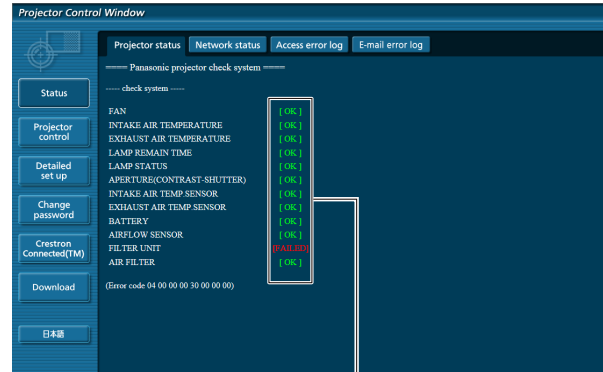 Projector Control Window
Projector status Network status Access error log E-mail error log
==== Panasonic projector check system ====
Status
----- check system -----
FAN [ OK ]
INTAKE AIR TEMPERATURE [ OK ]
Projector control
EXHAUST AIR TEMPERATURE [ OK ]
LAMP REMAIN TIME [ OK ]
Detailed set up
LAMP STATUS [ OK ]
APERTURE(CONTRAST-SHUTTER) [ OK ]
INTAKE AIR TEMP.SENSOR [ OK ]
Change password
EXHAUST AIR TEMP.SENSOR [ OK ]
BATTERY [ OK ]
AIRFLOW SENSOR [ OK ]
Crestron Connected(TM)
FILTER UNIT [FAILED]
AIR FILTER [ OK ]
Download
(Error code 04 00 00 00 30 00 00 00)
日本語